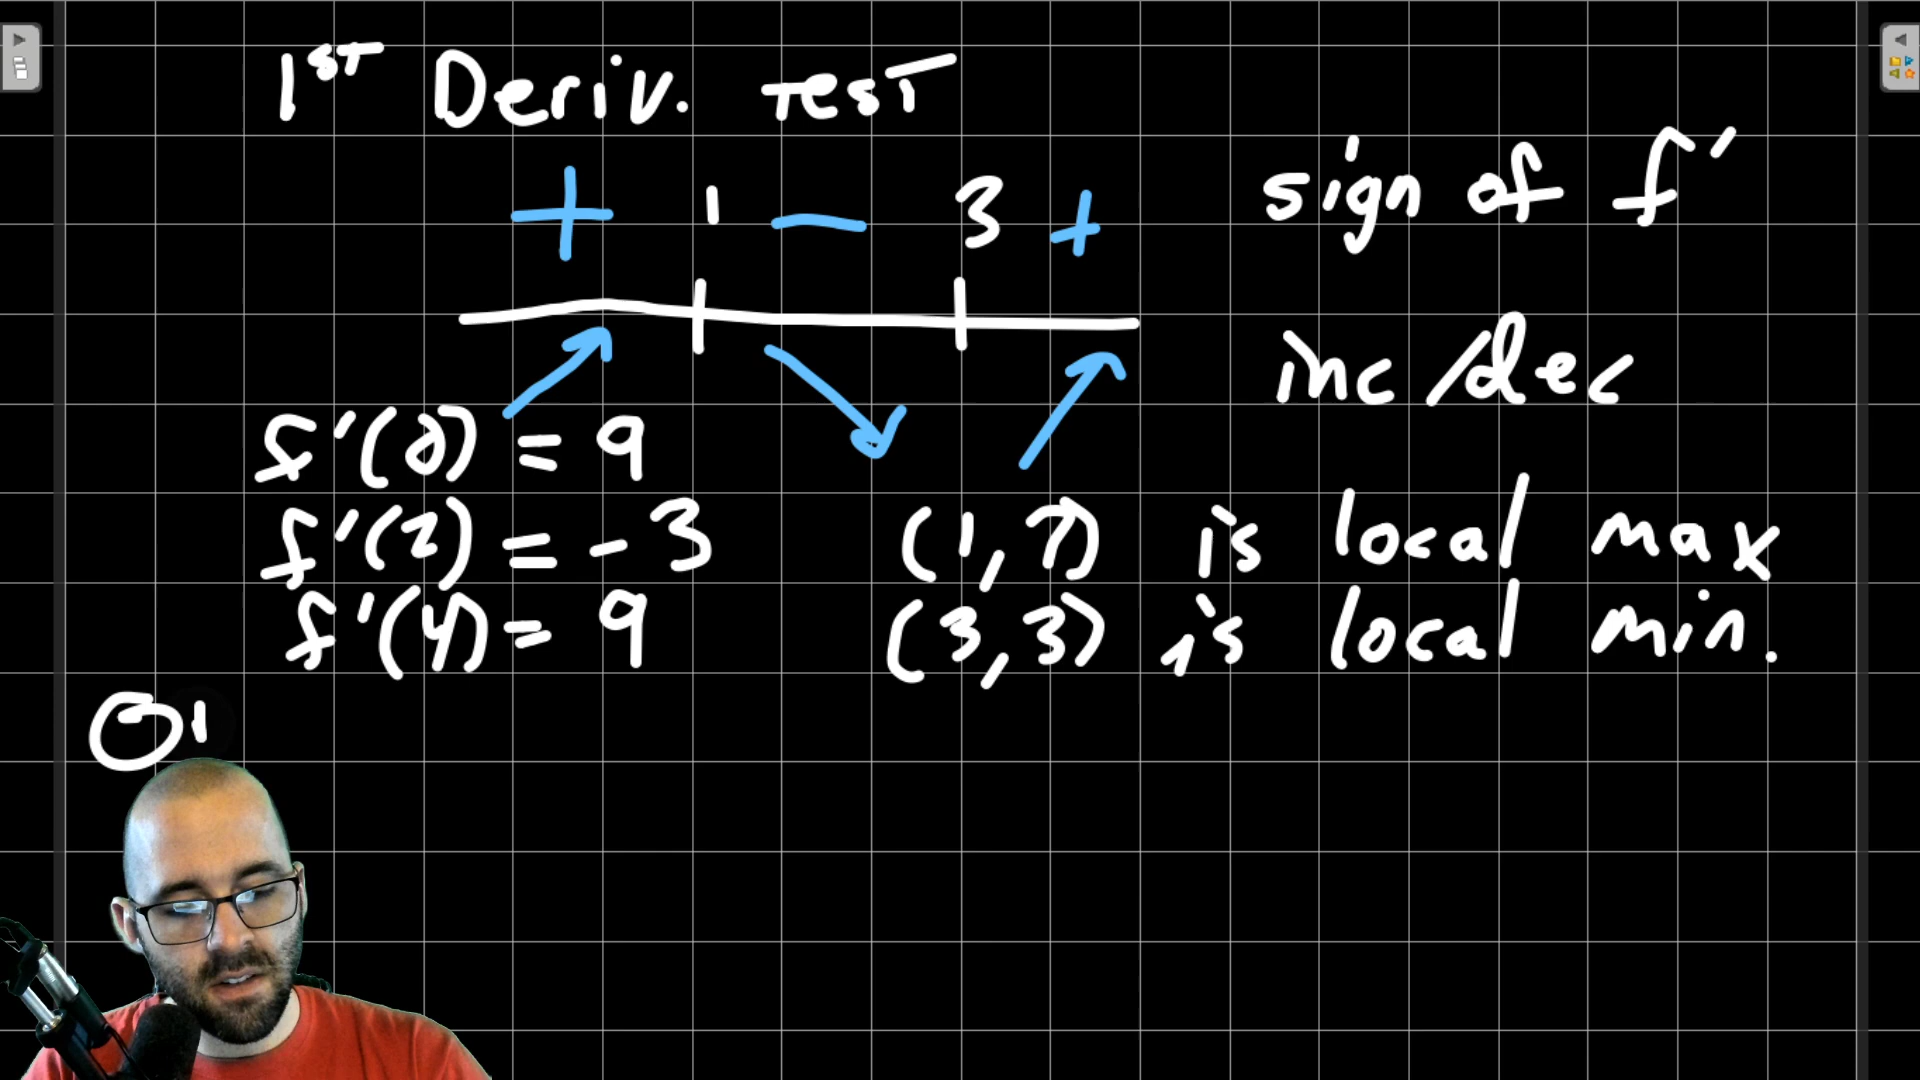 1ST Deriv. TEST
+ 1 - 3 +
sign of f'
inc/dec
f'(0) = 9
f'(2) = -3
f'(4) = 9
(1,7) is local max
(3,3) is local min.